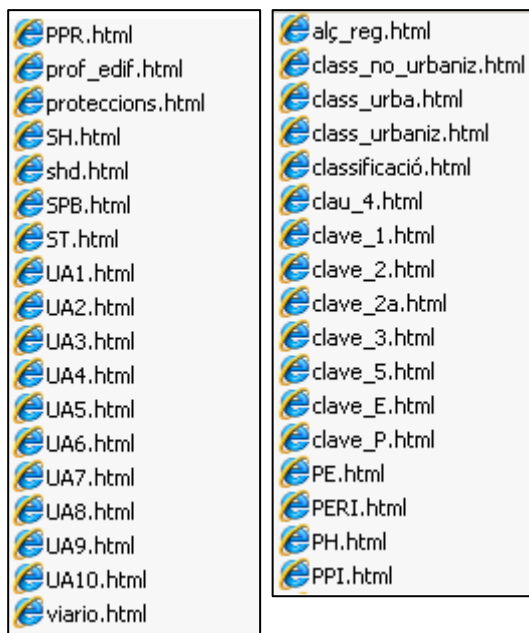 PPR.html
prof_edif.html
proteccions.html
SH.html
shd.html
SPB.html
ST.html
UA1.html
UA2.html
UA3.html
UA4.html
UA5.html
UA6.html
UA7.html
UA8.html
UA9.html
UA10.html
viario.html
alç_reg.html
class_no_urbaniz.html
class_urba.html
class_urbaniz.html
classificació.html
clau_4.html
clave_1.html
clave_2.html
clave_2a.html
clave_3.html
clave_5.html
clave_E.html
clave_P.html
PE.html
PERI.html
PH.html
PPI.html